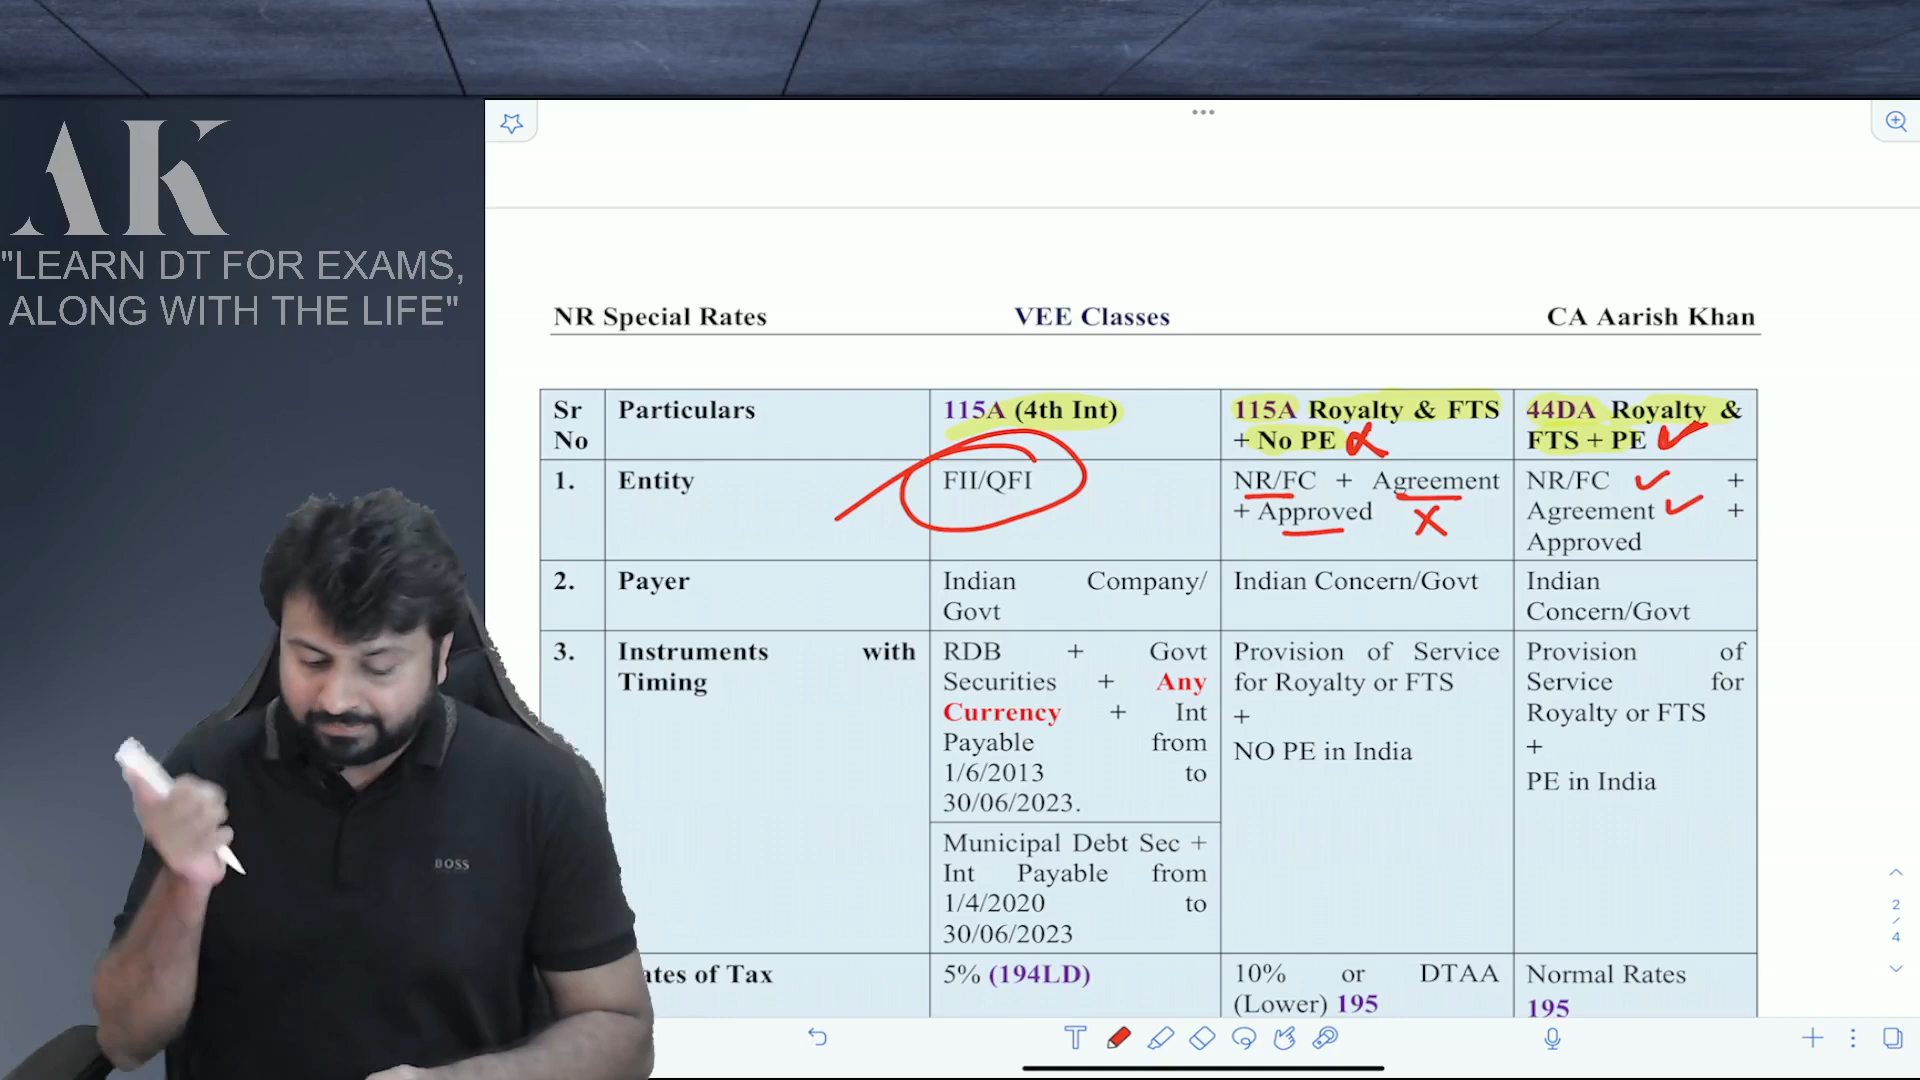 AK
"LEARN DT FOR EXAMS,
ALONG WITH THE LIFE"
NR Special Rates VEE Classes CA Aarish Khan
Sr No Particulars 115A (4th Int) 115A Royalty & FTS + No PE 44DA Royalty & FTS + PE
1. Entity FII/QFI NR/FC + Agreement + Approved NR/FC + Agreement + Approved
2. Payer Indian Company/ Govt Indian Concern/Govt Indian Concern/Govt
3. Instruments with Timing
RDB + Govt
Securities + Any
Currency + Int
Payable from
1/6/2013 to
30/06/2023.
Municipal Debt Sec +
Int Payable from
1/4/2020 to
30/06/2023
Provision of Service
for Royalty or FTS
+
NO PE in India
Provision of
Service for
Royalty or FTS
+
PE in India
ates of Tax 5% (194LD) 10% or DTAA (Lower) 195 Normal Rates 195
BOSS
2
/
4
T